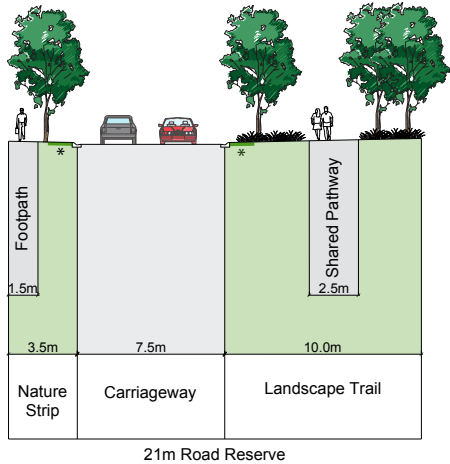 *
*
Footpath
Shared Pathway
1.5m
2.5m
3.5m
7.5m
10.0m
Nature
Strip
Carriageway
Landscape Trail
21m Road Reserve